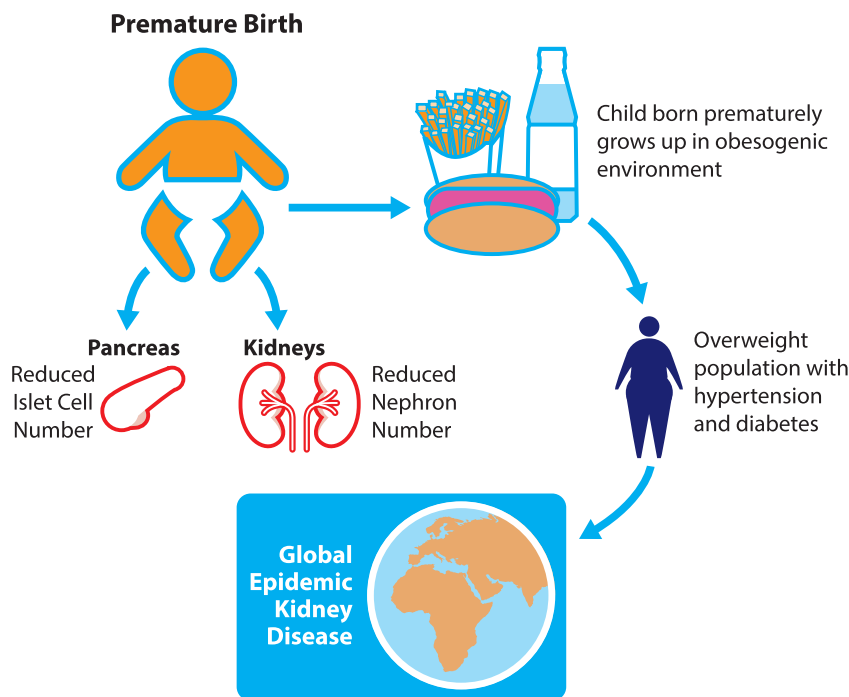 Premature Birth
Child born prematurely
grows up in obesogenic
environment
Pancreas
Reduced
Islet Cell
Number
Kidneys
Reduced
Nephron
Number
Overweight
population with
hypertension
and diabetes
Global
Epidemic
Kidney
Disease